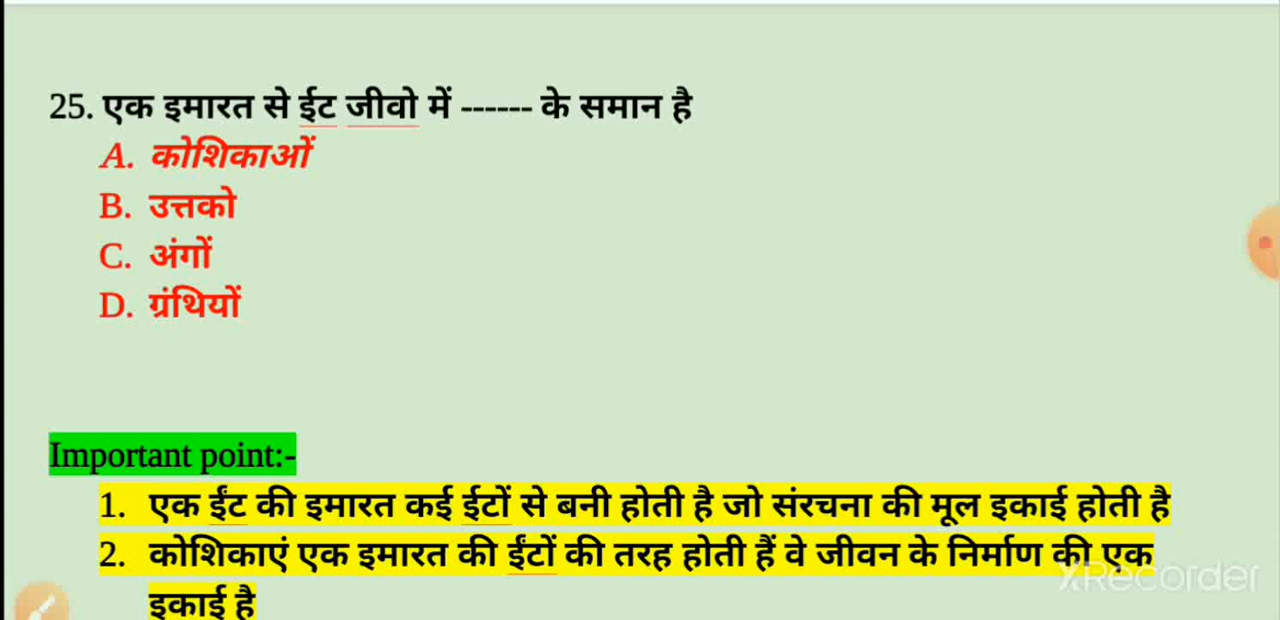 25. एक इमारत से ईट जीवो में ------ के समान है
A. कोशिकाओं
B. उत्तको
C. अंगों
D. ग्रंथियों
Important point:-
1. एक ईंट की इमारत कई ईटों से बनी होती है जो संरचना की मूल इकाई होती है
2. कोशिकाएं एक इमारत की ईंटों की तरह होती हैं वे जीवन के निर्माण की एक
इकाई है
XRecorder